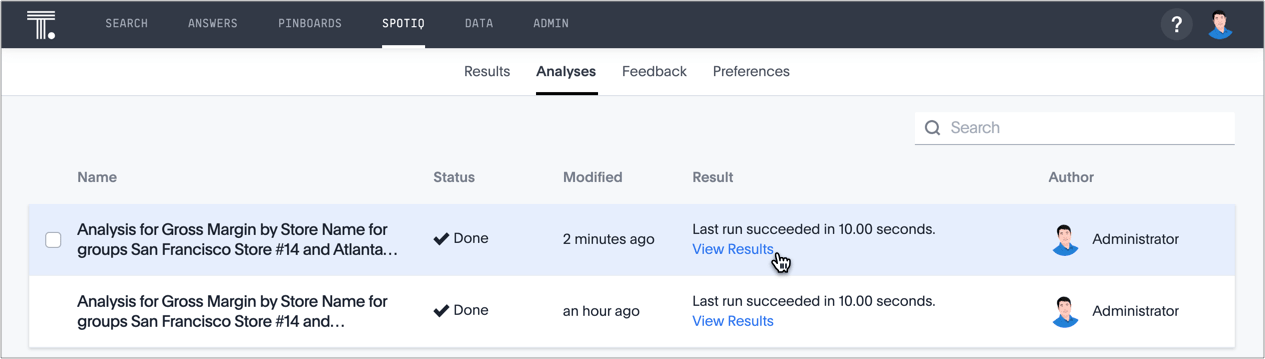 T.
SEARCH ANSWERS PINBOARDS SPOTIQ DATA ADMIN ?
Results Analyses Feedback Preferences
Search
Name Status Modified Result Author
Analysis for Gross Margin by Store Name for
groups San Francisco Store #14 and Atlanta…
Done
2 minutes ago
Last run succeeded in 10.00 seconds.
View Results
Administrator
Analysis for Gross Margin by Store Name for
groups San Francisco Store #14 and…
Done
an hour ago
Last run succeeded in 10.00 seconds.
View Results
Administrator